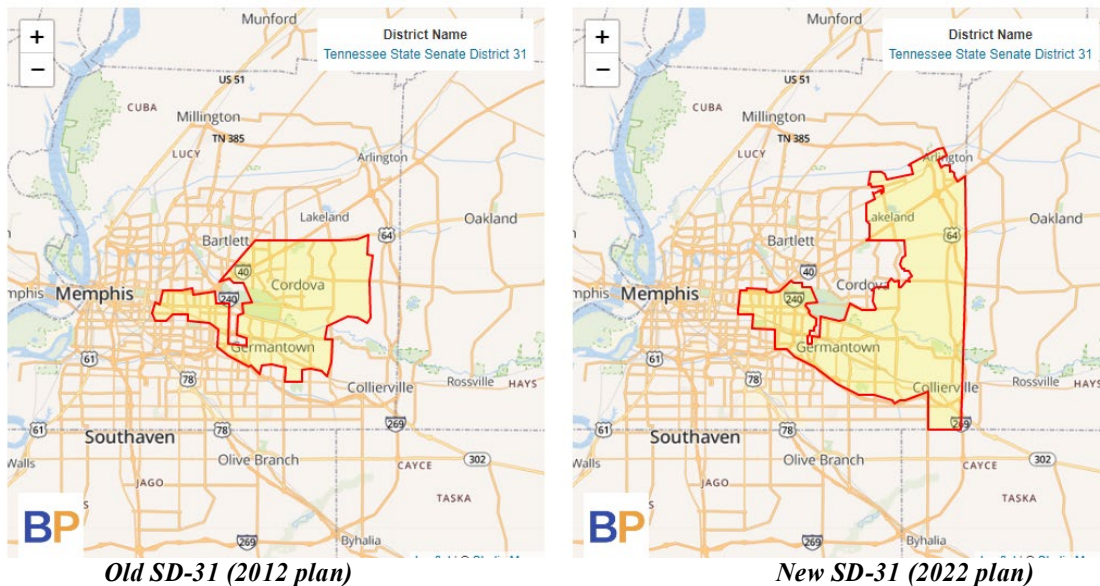 Munford
+
−
District Name
Tennessee State Senate District 31
US 51
CUBA
Millington
TN 385
LUCY
Arlington
Lakeland
Oakland
64
Bartlett
40
Cordova
Memphis
240
Germantown
61
78
Collierville
Rossville
HAYS
61
Southaven
78
269
Walls
Olive Branch
CAYCE
302
JAGO
TASKA
BP
269
Byhalia
Old SD-31 (2012 plan)
Munford
+
−
District Name
Tennessee State Senate District 31
US 51
CUBA
Millington
TN 385
LUCY
Arlington
Lakeland
Oakland
64
Bartlett
40
Cordova
mphis
Memphis
240
Germantown
61
78
Collierville
Rossville
HAYS
61
Southaven
78
269
Walls
Olive Branch
CAYCE
302
JAGO
TASKA
BP
269
Byhalia
New SD-31 (2022 plan)